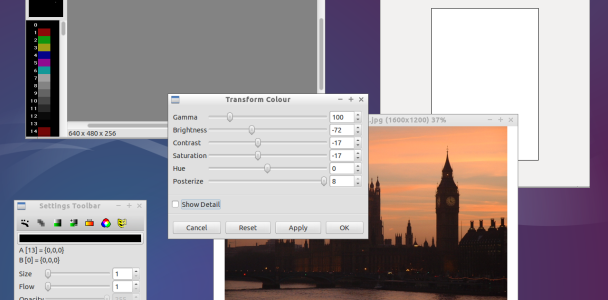 0
1
2
3
4
5
6
7
8
9
10
11
12
13
14
640 x 480 x 256
Transform Colour
Gamma 100
Brightness -72
Contrast -17
Saturation -17
Hue 0
Posterize 8
Show Detail
Cancel Reset Apply OK
.jpg (1600x1200) 37%
Settings Toolbar
A [13] = {0,0,0}
B [0] = {0,0,0}
Size 1
Flow 1
Opacity